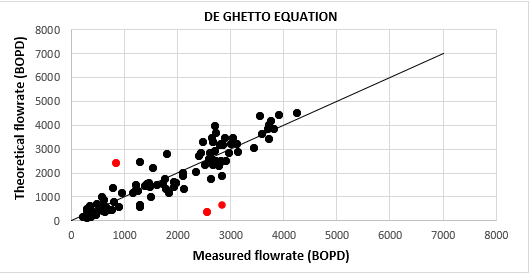 DE GHETTO EQUATION
Theoretical flowrate (BOPD)
8000
7000
6000
5000
4000
3000
2000
1000
0
0 1000 2000 3000 4000 5000 6000 7000 8000
Measured flowrate (BOPD)